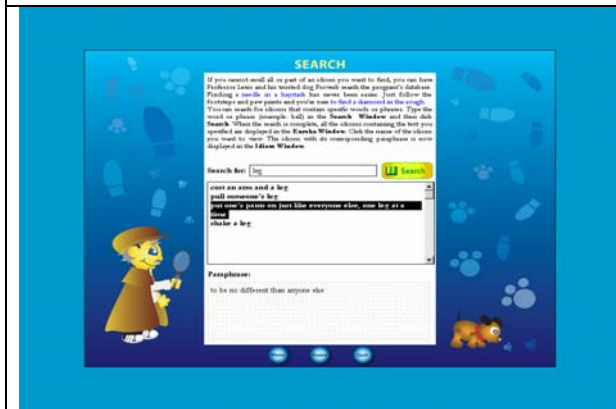 SEARCH
If you cannot recall all or part of an idiom you want to find, you can have
Professor Lewis and his trusted dog Proverb search the program's database.
Finding a needle in a haystack has never been easier. Just follow the
footsteps and paw prints and you're sure to find a diamond in the rough.
You can search for idioms that contain specific words or phrases. Type the
word or phrase (example: ball) in the Search Window and then click
Search. When the search is complete, all the idioms containing the text you
specified are displayed in the Eureka Window. Click the name of the idiom
you want to view. The idiom with its corresponding paraphrase is now
displayed in the Idiom Window.
Search for: leg Search
cost an arm and a leg
pull someone's leg
put one's pants on just like everyone else, one leg at a
time
shake a leg
Paraphrase:
to be no different than anyone else